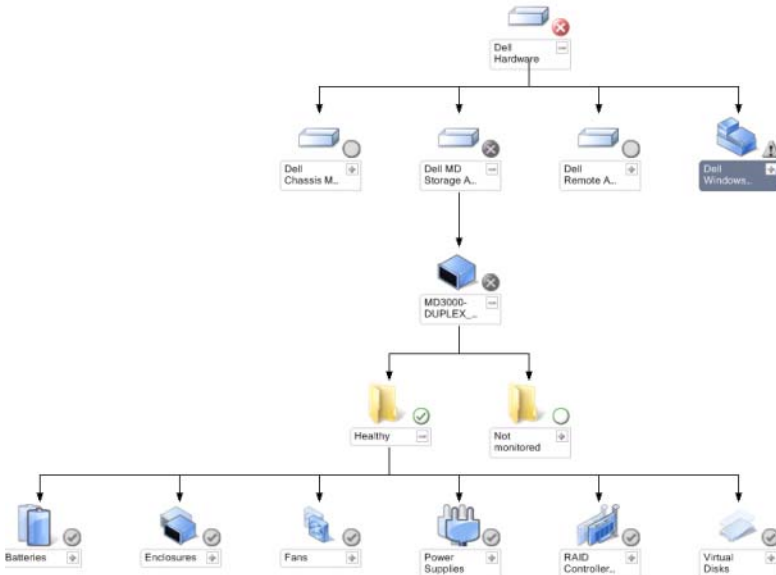 Dell
Hardware
Dell
Chassis M...
Dell MD
Storage A...
Dell
Remote A...
Dell
Windows...
MD3000-
DUPLEX_...
Healthy
Not
monitored
Batteries
Enclosures
Fans
Power
Supplies
RAID
Controller...
Virtual
Disks